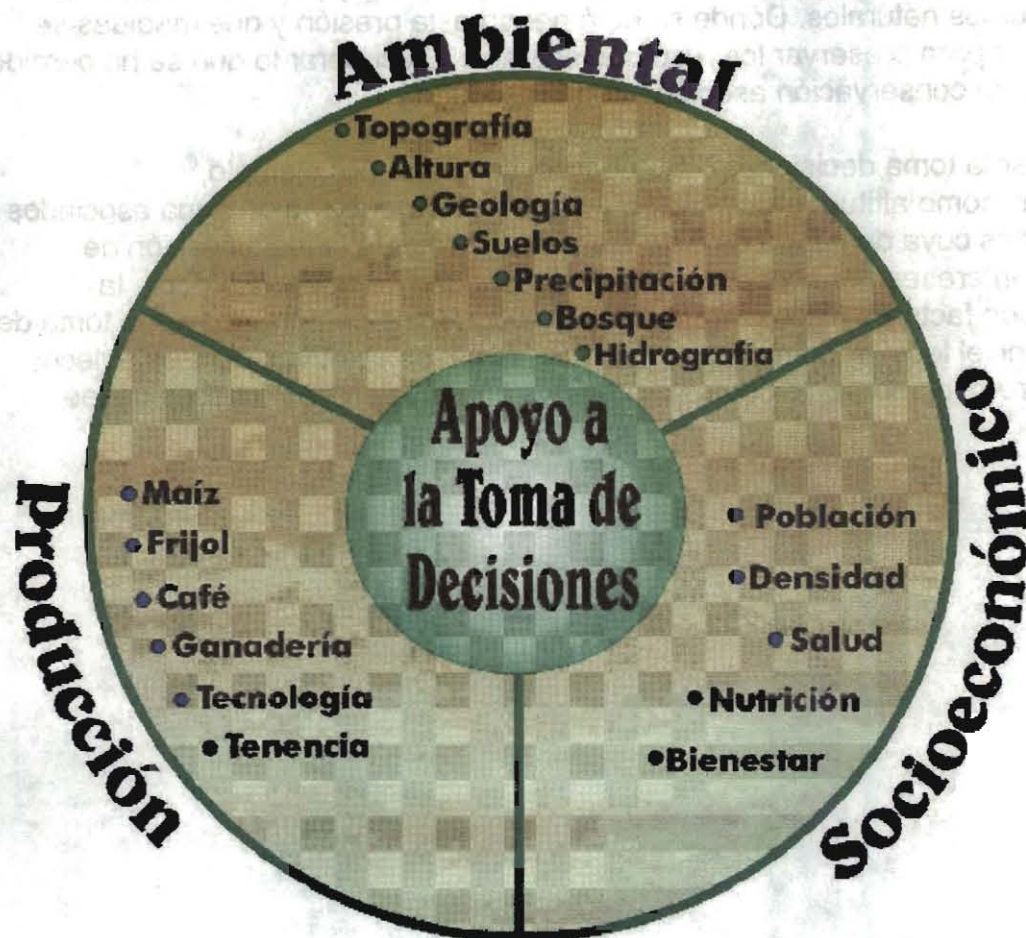 Ambiental
•Topografía
•Altura
•Geología
•Suelos
•Precipitación
•Bosque
•Hidrografía
Apoyo a
la Toma de
Decisiones
Producción
•Maíz
•Frijol
•Café
•Ganadería
•Tecnología
•Tenencia
Socioeconómico
•Población
•Densidad
•Salud
•Nutrición
•Bienestar